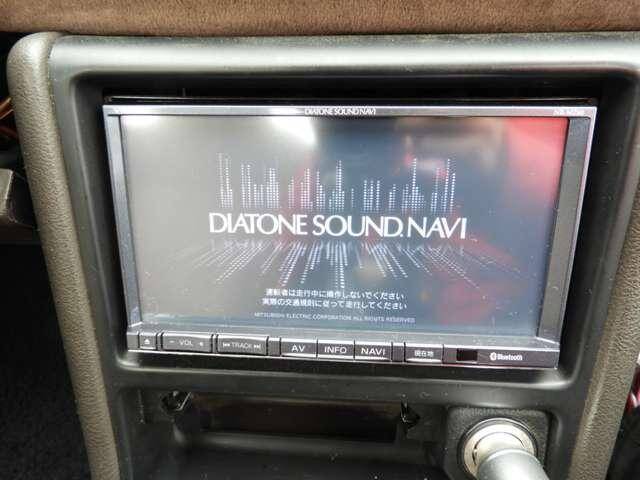 DIATONE SOUND.NAVI
DIATONE SOUND.NAVI
運転者は走行中に操作しないでください
実際の交通規則に従って走行してください
MITSUBISHI ELECTRIC CORPORATION ALL RIGHTS RESERVED
− VOL + TRACK AV INFO NAVI 現在地 Bluetooth